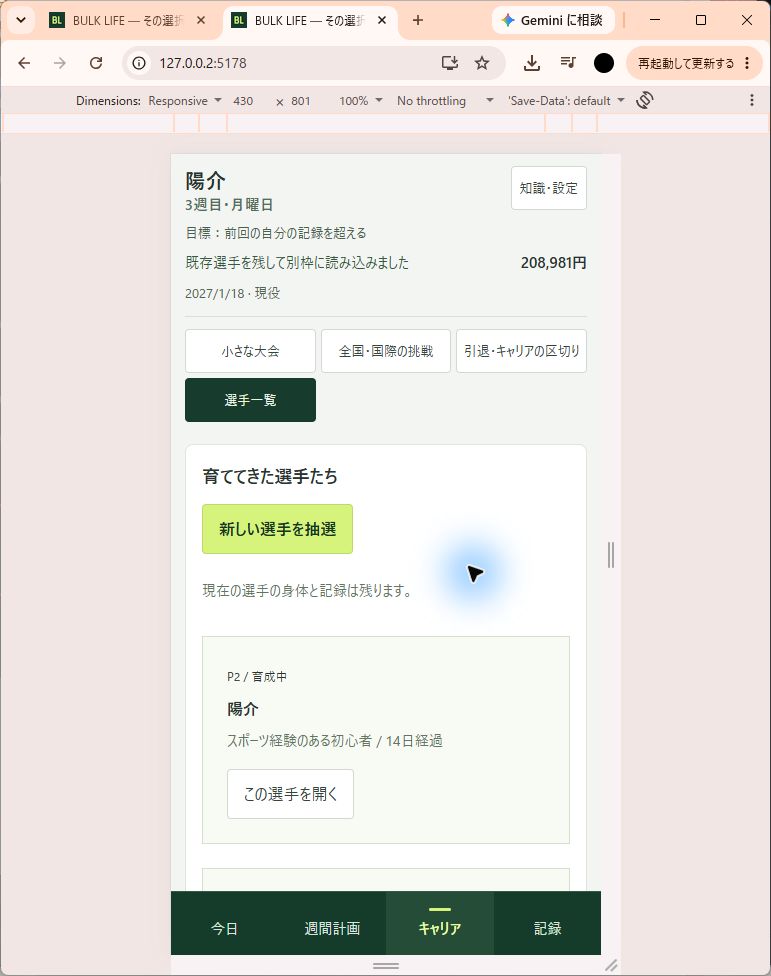 BL BULK LIFE — その選択
BL BULK LIFE — その選択
Gemini に相談
127.0.0.2:5178
再起動して更新する
Dimensions: Responsive 430 × 801 100% No throttling 'Save-Data': default
陽介
3週目・月曜日
知識・設定
目標：前回の自分の記録を超える
既存選手を残して別枠に読み込みました 208,981円
2027/1/18 · 現役
小さな大会 全国・国際の挑戦 引退・キャリアの区切り
選手一覧
育ててきた選手たち
新しい選手を抽選
現在の選手の身体と記録は残ります。
P2 / 育成中
陽介
スポーツ経験のある初心者 / 14日経過
この選手を開く
今日 週間計画 キャリア 記録